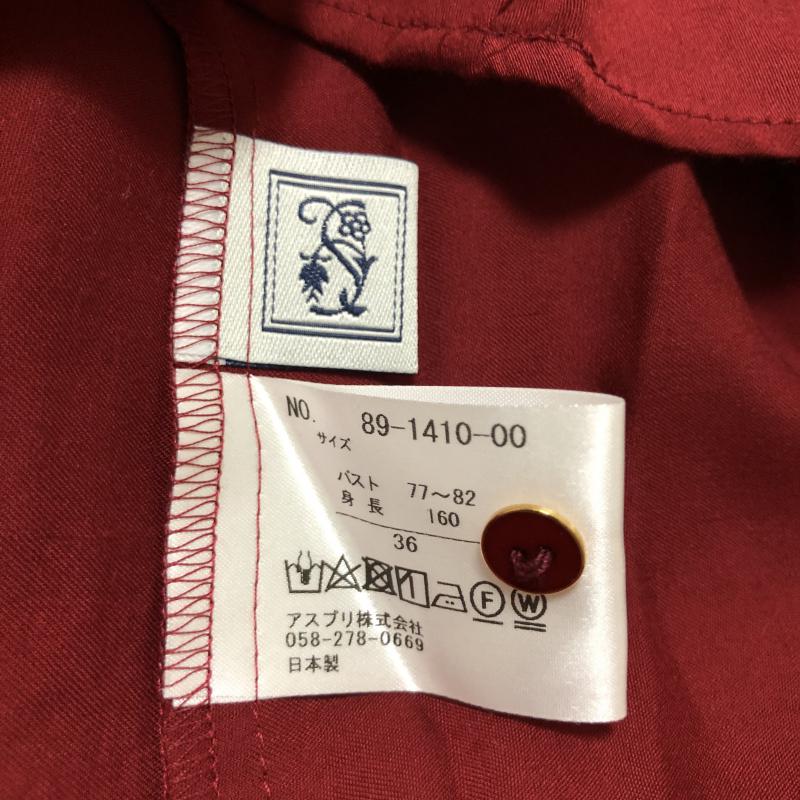 NO. 89-1410-00
サイズ
バスト 77〜82
身長 160
36
F W
アスプリ株式会社
058-278-0669
日本製